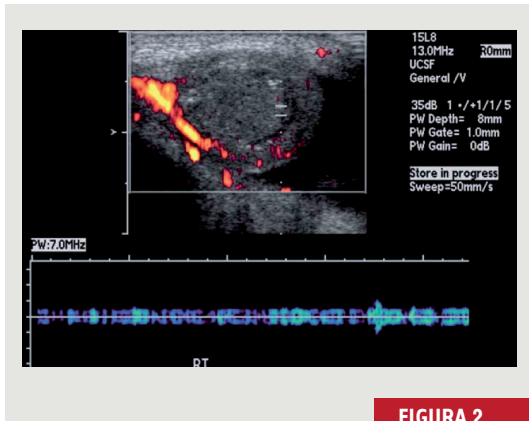 15L8
13.0MHz R0mm
UCSF
General /V
35dB 1 ·/+1/1/5
PW Depth= 8mm
PW Gate= 1.0mm
PW Gain= 0dB
Store in progress
Sweep=50mm/s
PW:7.0MHz
RT
FIGURA 2